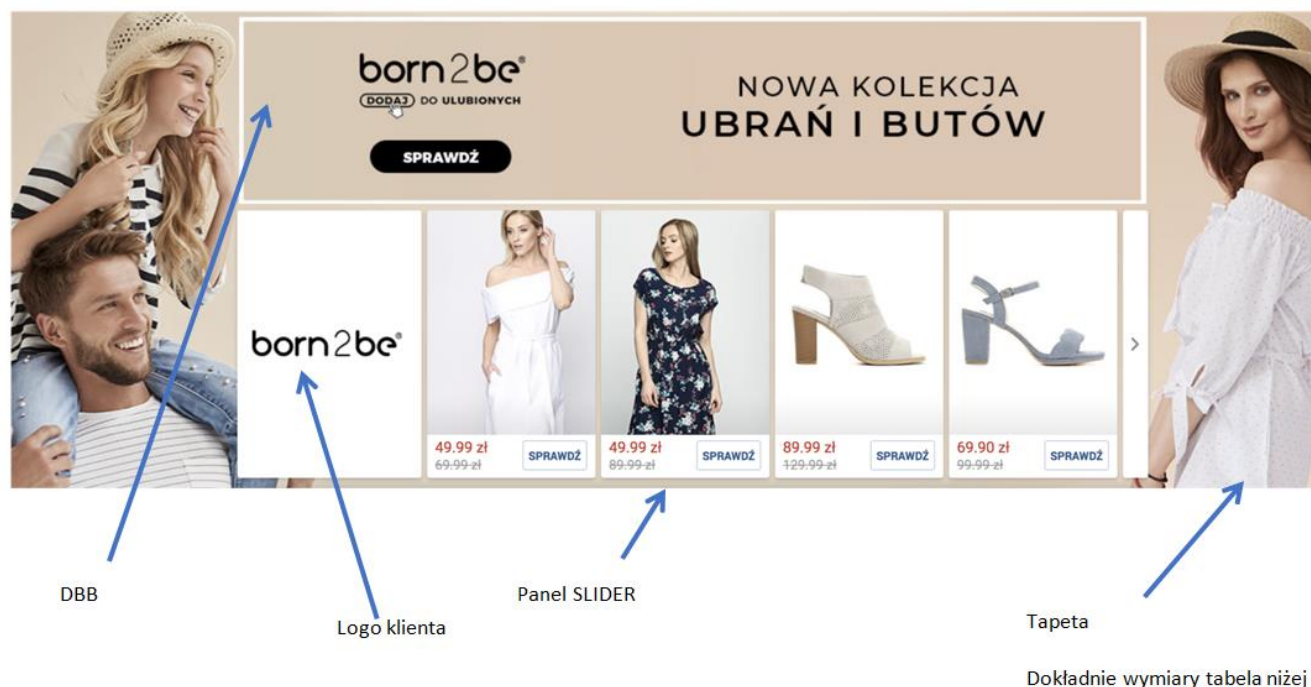 born2be®
DODAJ DO ULUBIONYCH
SPRAWDŹ
NOWA KOLEKCJA
UBRAŃ I BUTÓW
born2be®
49.99 zł
69.99 zł
SPRAWDŹ
49.99 zł
89.99 zł
SPRAWDŹ
89.99 zł
129.99 zł
SPRAWDŹ
69.90 zł
99.99 zł
SPRAWDŹ
DBB
Logo klienta
Panel SLIDER
Tapeta
Dokładnie wymiary tabela niżej